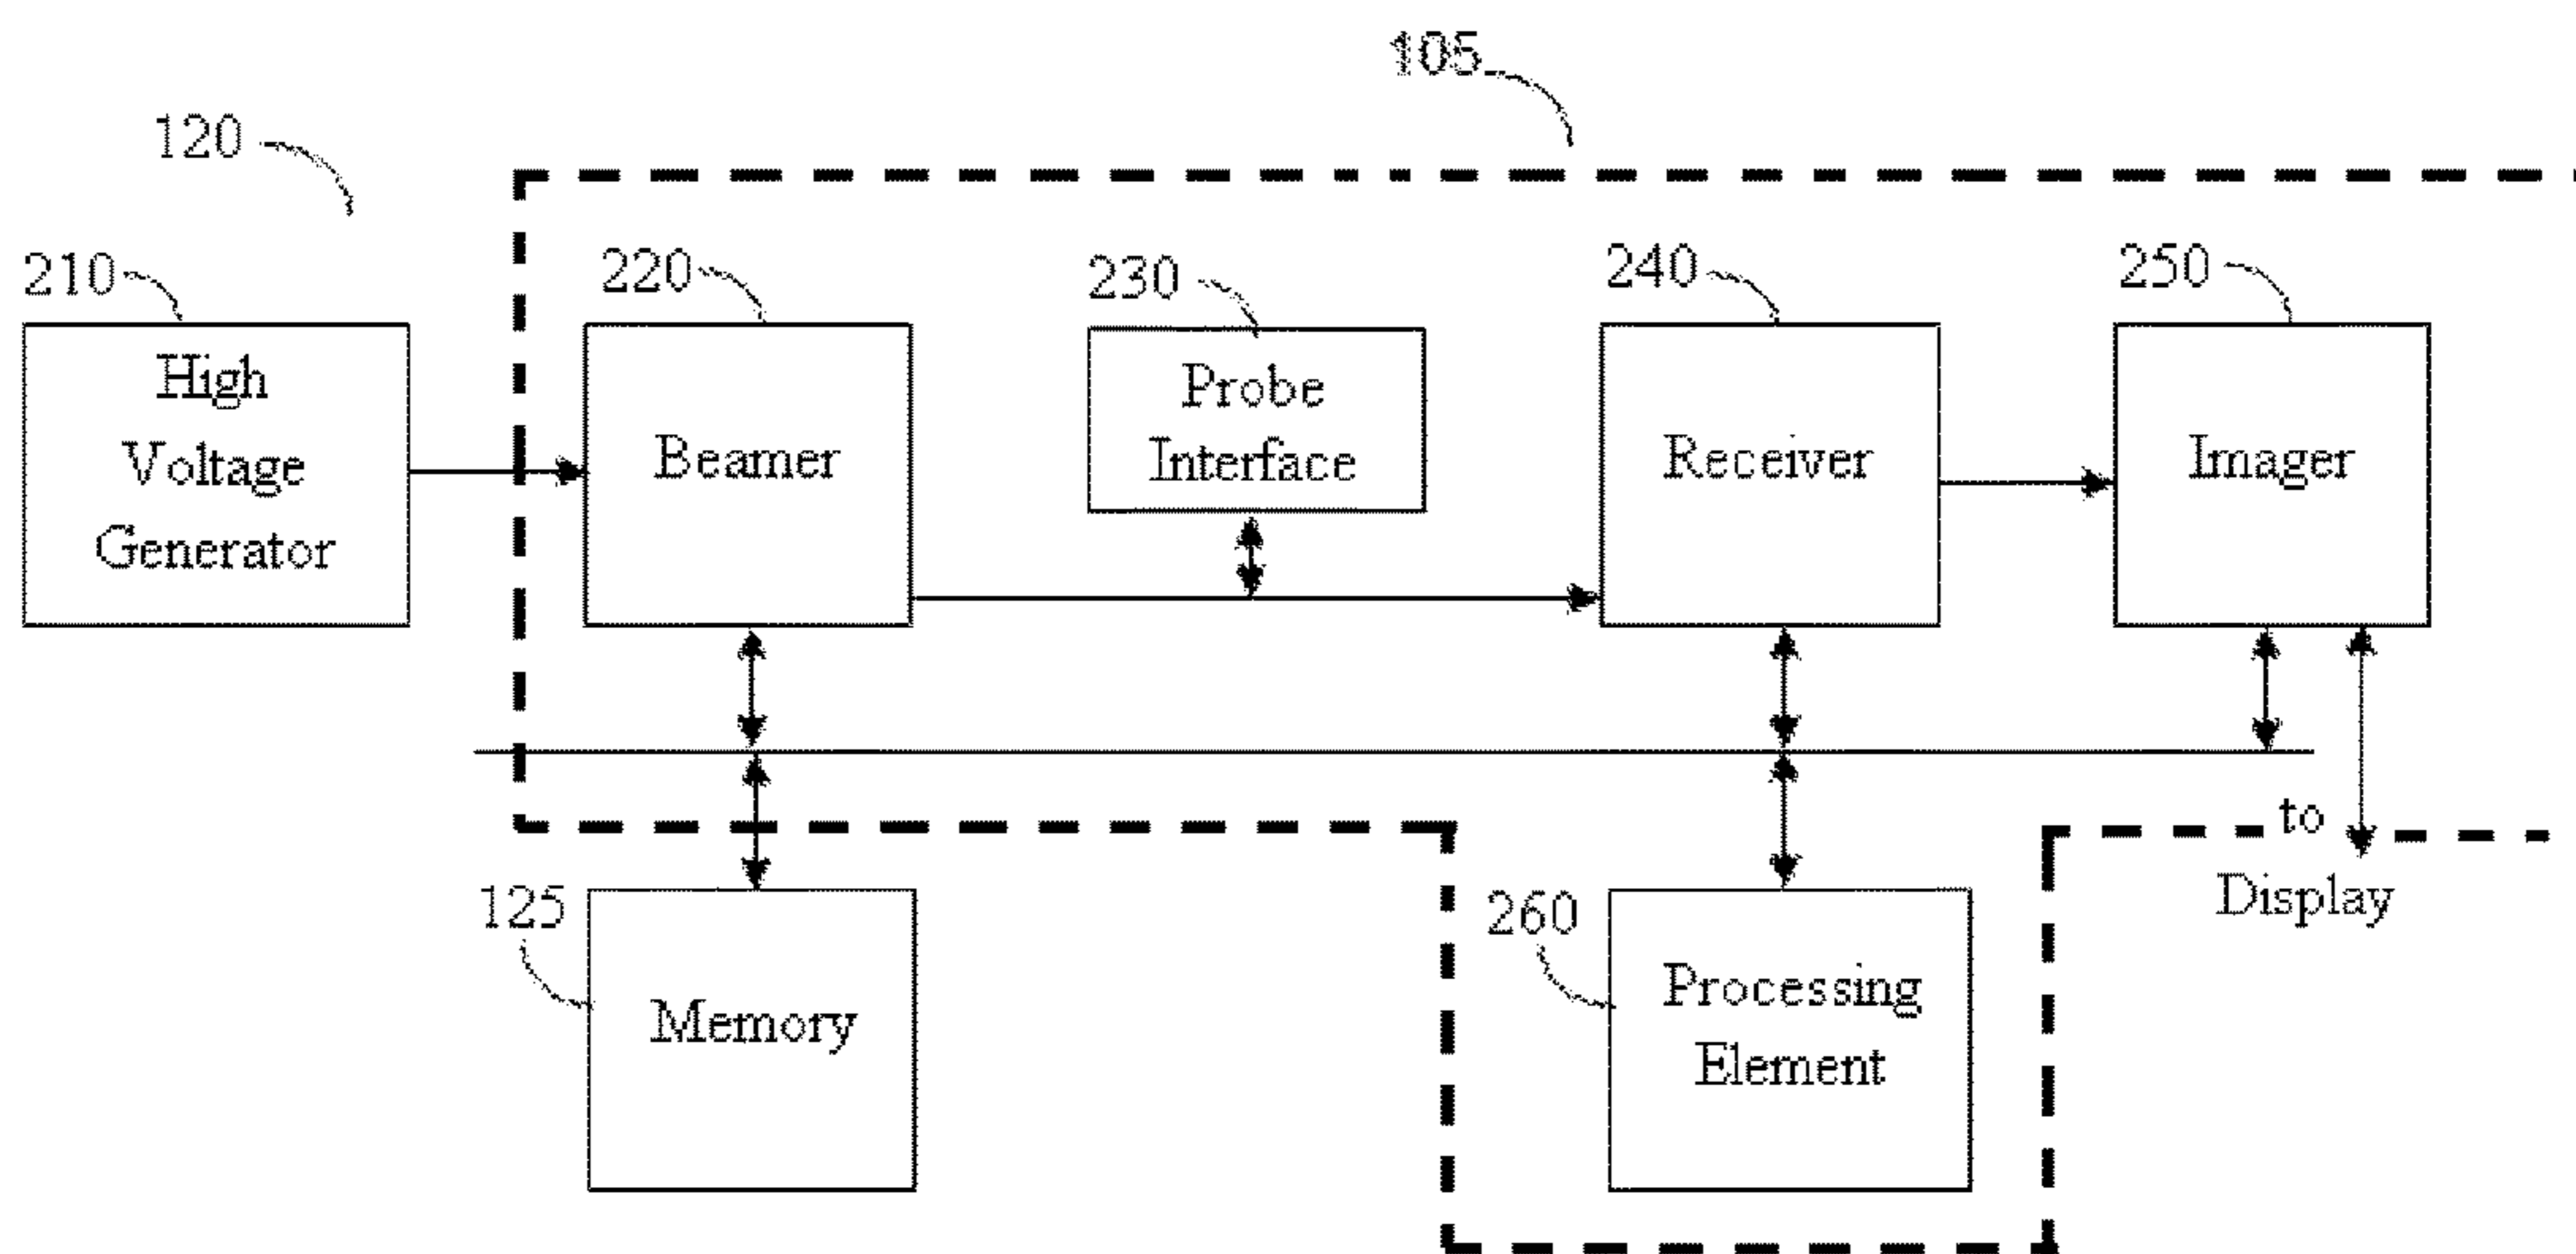 105
120
210
220
230
240
250
High
Voltage
Generator
Beamer
Probe
Interface
Receiver
Imager
to
Display
125
Memory
260
Processing
Element